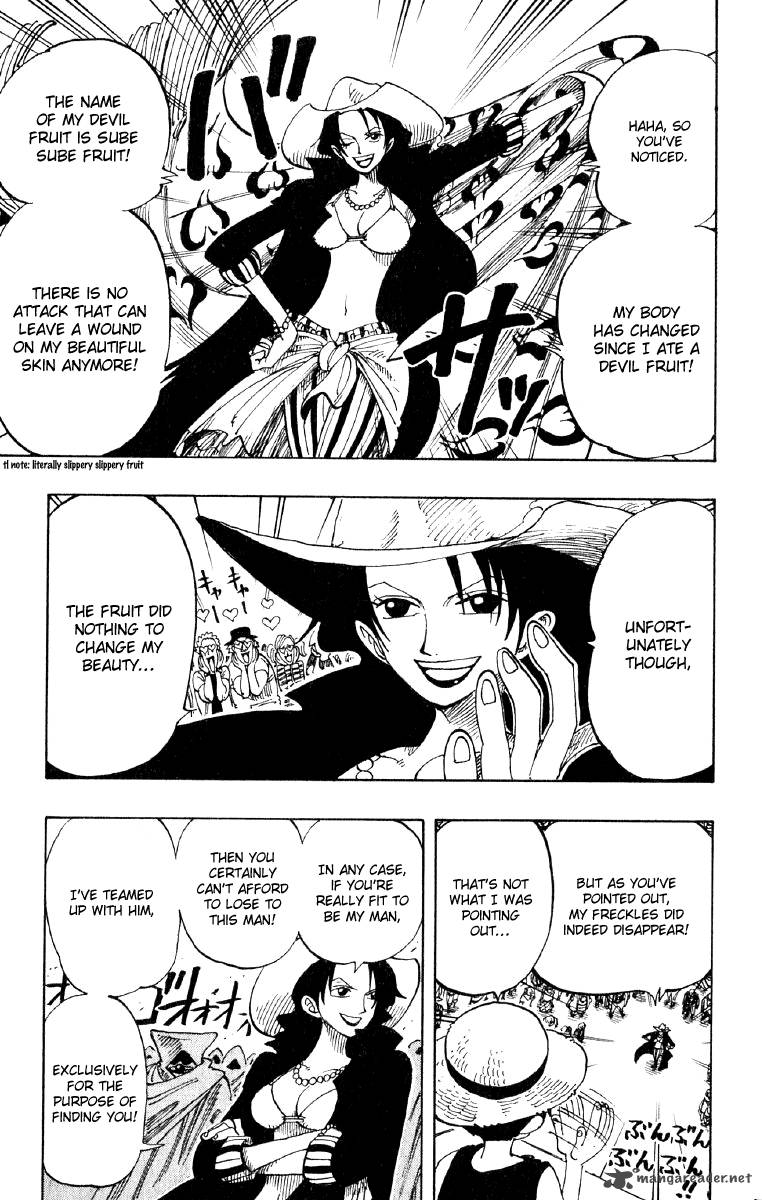 HAHA, SO
YOU'VE
NOTICED.
MY BODY
HAS CHANGED
SINCE I ATE A
DEVIL FRUIT!
THE NAME
OF MY DEVIL
FRUIT IS SUBE
SUBE FRUIT!
THERE IS NO
ATTACK THAT CAN
LEAVE A WOUND
ON MY BEAUTIFUL
SKIN ANYMORE!
tl note: literally slippery slippery fruit
UNFORT-
UNATELY
THOUGH,
THE FRUIT DID
NOTHING TO
CHANGE MY
BEAUTY...
キャー
キャー
BUT AS YOU'VE
POINTED OUT,
MY FRECKLES DID
INDEED DISAPPEAR!
THAT'S NOT
WHAT I WAS
POINTING
OUT...
ぶんぶん
ぶんぶん
IN ANY CASE,
IF YOU'RE
REALLY FIT TO
BE MY MAN,
THEN YOU
CERTAINLY
CAN'T AFFORD
TO LOSE TO
THIS MAN!
I'VE TEAMED
UP WITH HIM,
EXCLUSIVELY
FOR THE
PURPOSE OF
FINDING YOU!
mangareader.net